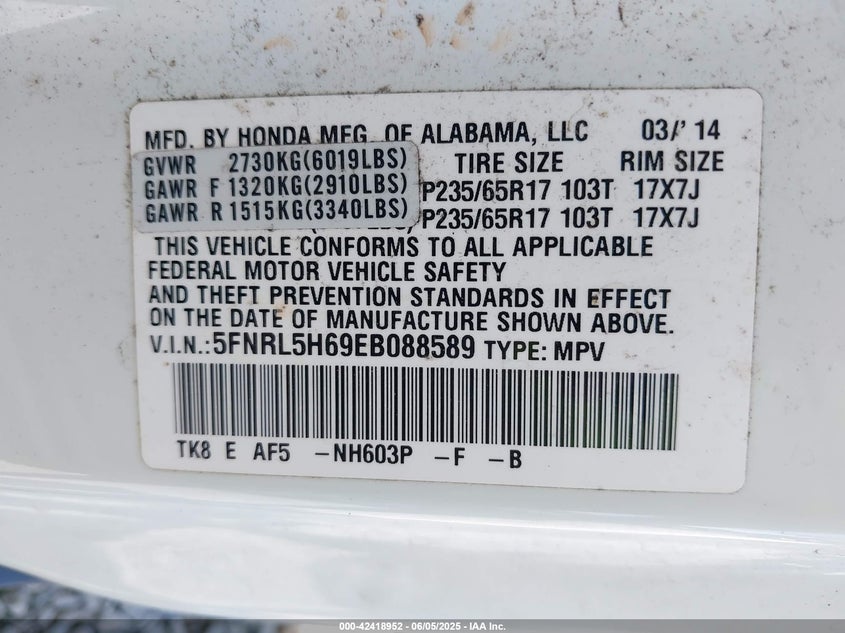 MFD. BY HONDA MFG. OF ALABAMA, LLC 03/'14
GVWR 2730KG(6019LBS) TIRE SIZE RIM SIZE
GAWR F 1320KG(2910LBS) P235/65R17 103T 17X7J
GAWR R 1515KG(3340LBS) P235/65R17 103T 17X7J
THIS VEHICLE CONFORMS TO ALL APPLICABLE
FEDERAL MOTOR VEHICLE SAFETY
AND THEFT PREVENTION STANDARDS IN EFFECT
ON THE DATE OF MANUFACTURE SHOWN ABOVE.
V.I.N.:5FNRL5H69EB088589 TYPE: MPV
TK8 E AF5 -NH603P -F -B
000-42418952 - 06/05/2025 - IAA Inc.